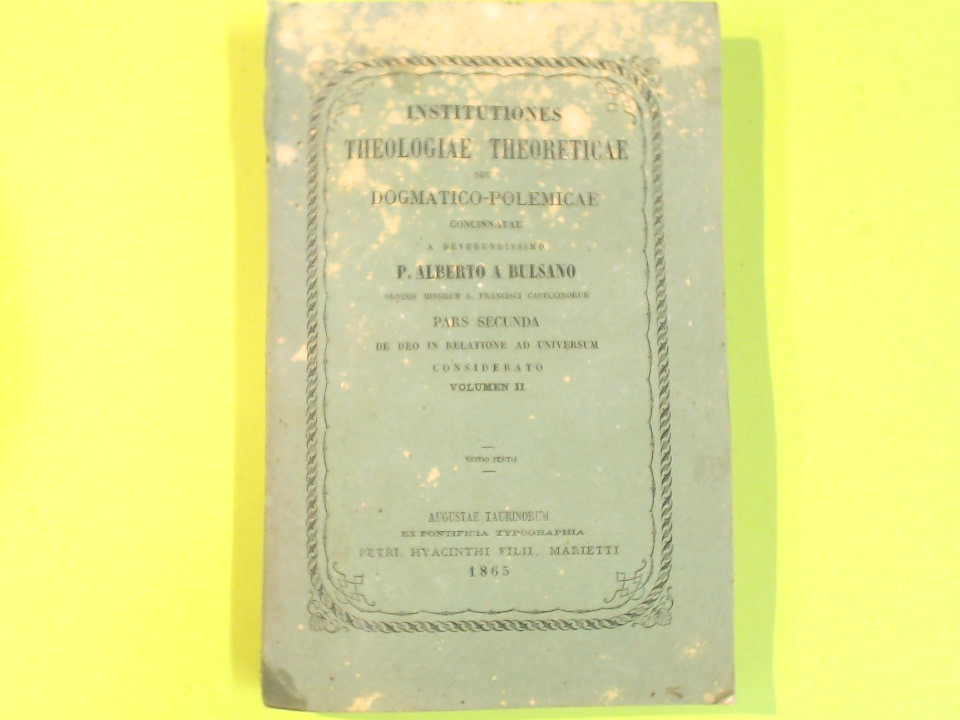 INSTITUTIONES
THEOLOGIAE THEORETICAE
SEU
DOGMATICO-POLEMICAE
CONCINNATAE
A REVERENDISSIMO
P. ALBERTO A BULSANO
ORDINIS MINORUM S. FRANCISCI CAPUCCINORUM
PARS SECUNDA
DE DEO IN RELATIONE AD UNIVERSUM
CONSIDERATO
VOLUMEN II.
EDITIO TERTIA
AUGUSTAE TAURINORUM
EX PONTIFICIA TYPOGRAPHIA
PETRI, HYACINTHI FILII, MARIETTI
1865